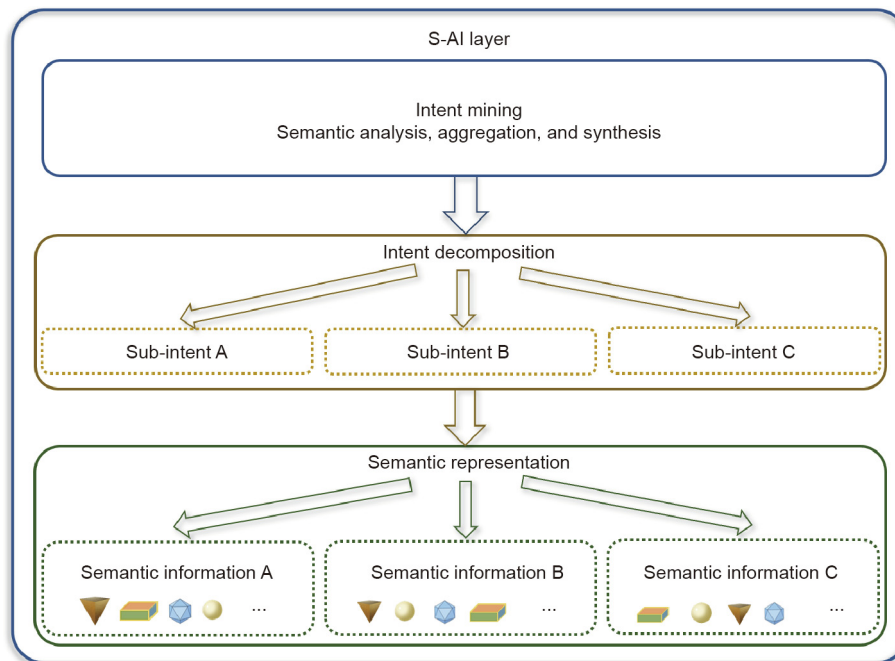 S-AI layer
Intent mining
Semantic analysis, aggregation, and synthesis
Intent decomposition
Sub-intent A
Sub-intent B
Sub-intent C
Semantic representation
Semantic information A
Semantic information B
Semantic information C
...
...
...